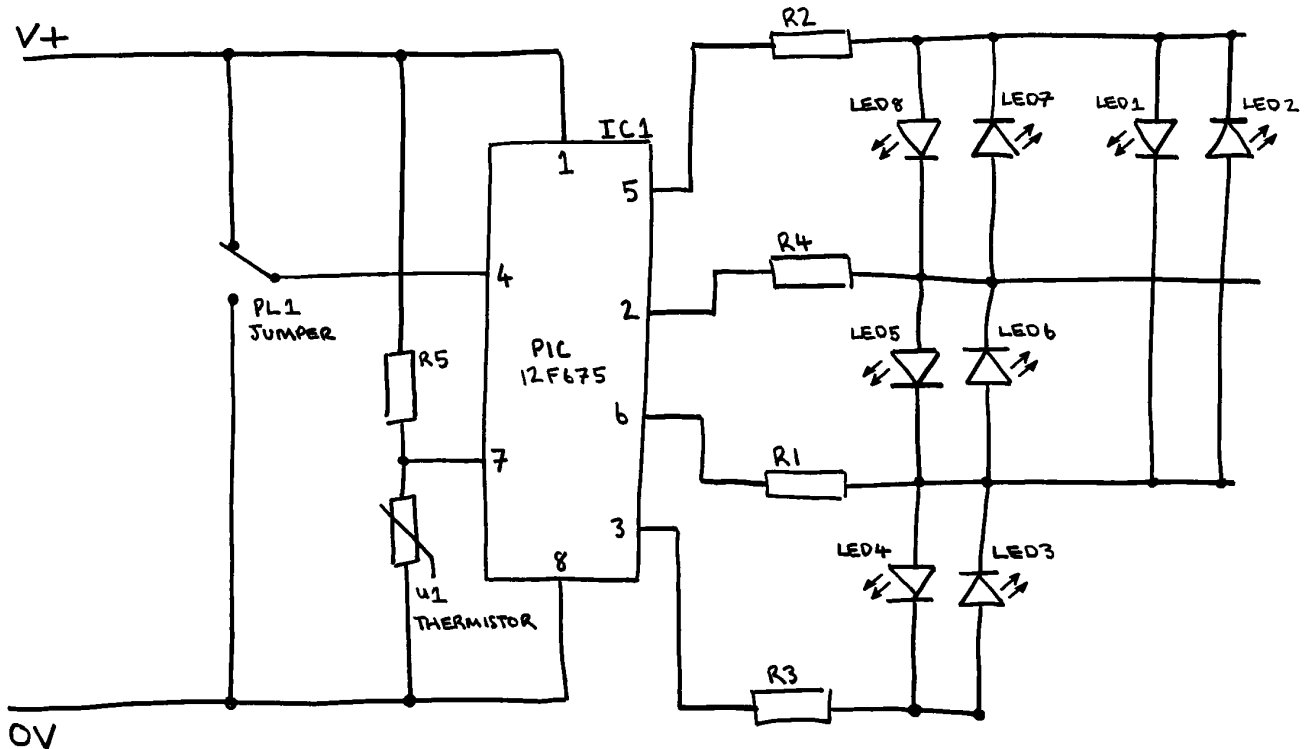 V+
R2
LED8
LED7
LED1
LED2
IC1
1
5
R4
4
PL1
JUMPER
2
LED5
LED6
R5
PIC
12F675
6
7
R1
3
LED4
LED3
8
u1
THERMISTOR
R3
0V